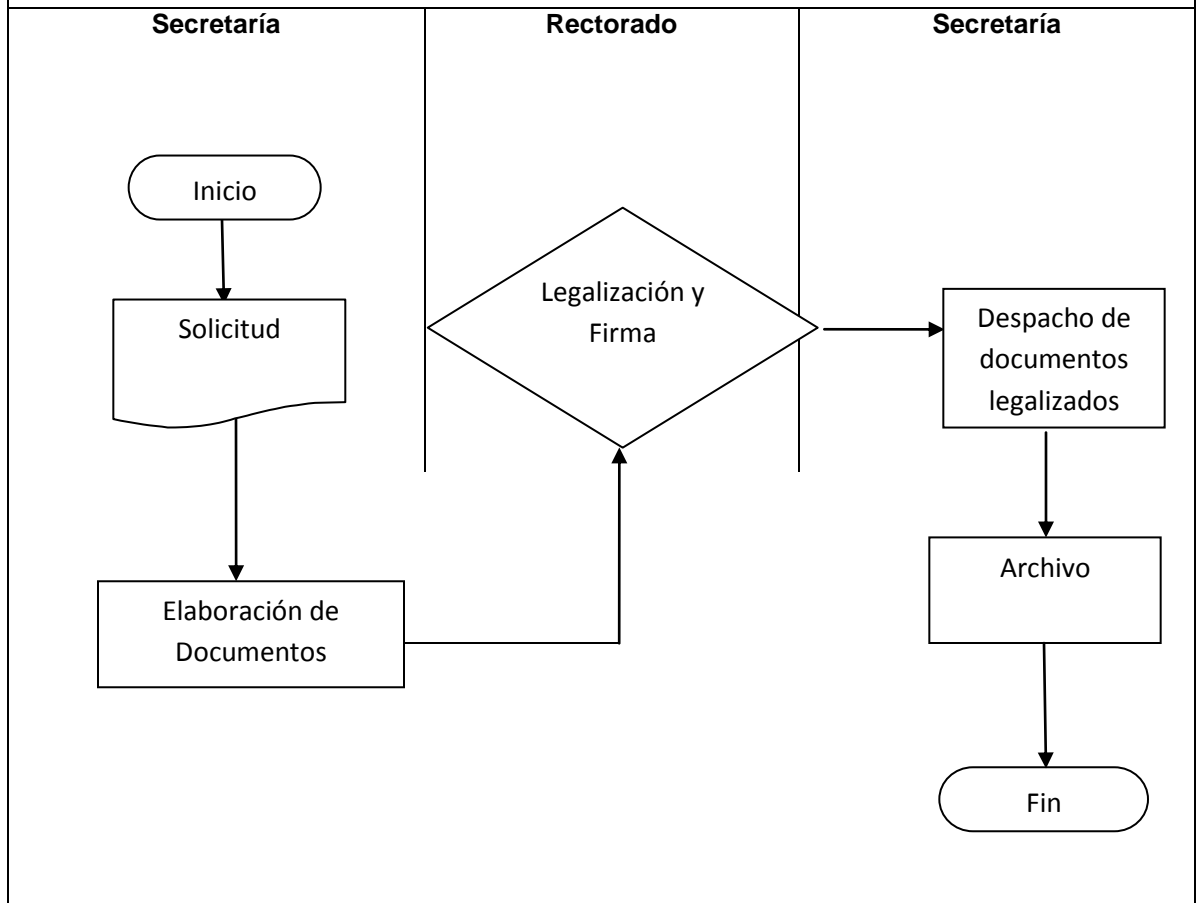 Secretaría
Rectorado
Secretaría
Inicio
Solicitud
Elaboración de
Documentos
Legalización y
Firma
Despacho de
documentos
legalizados
Archivo
Fin